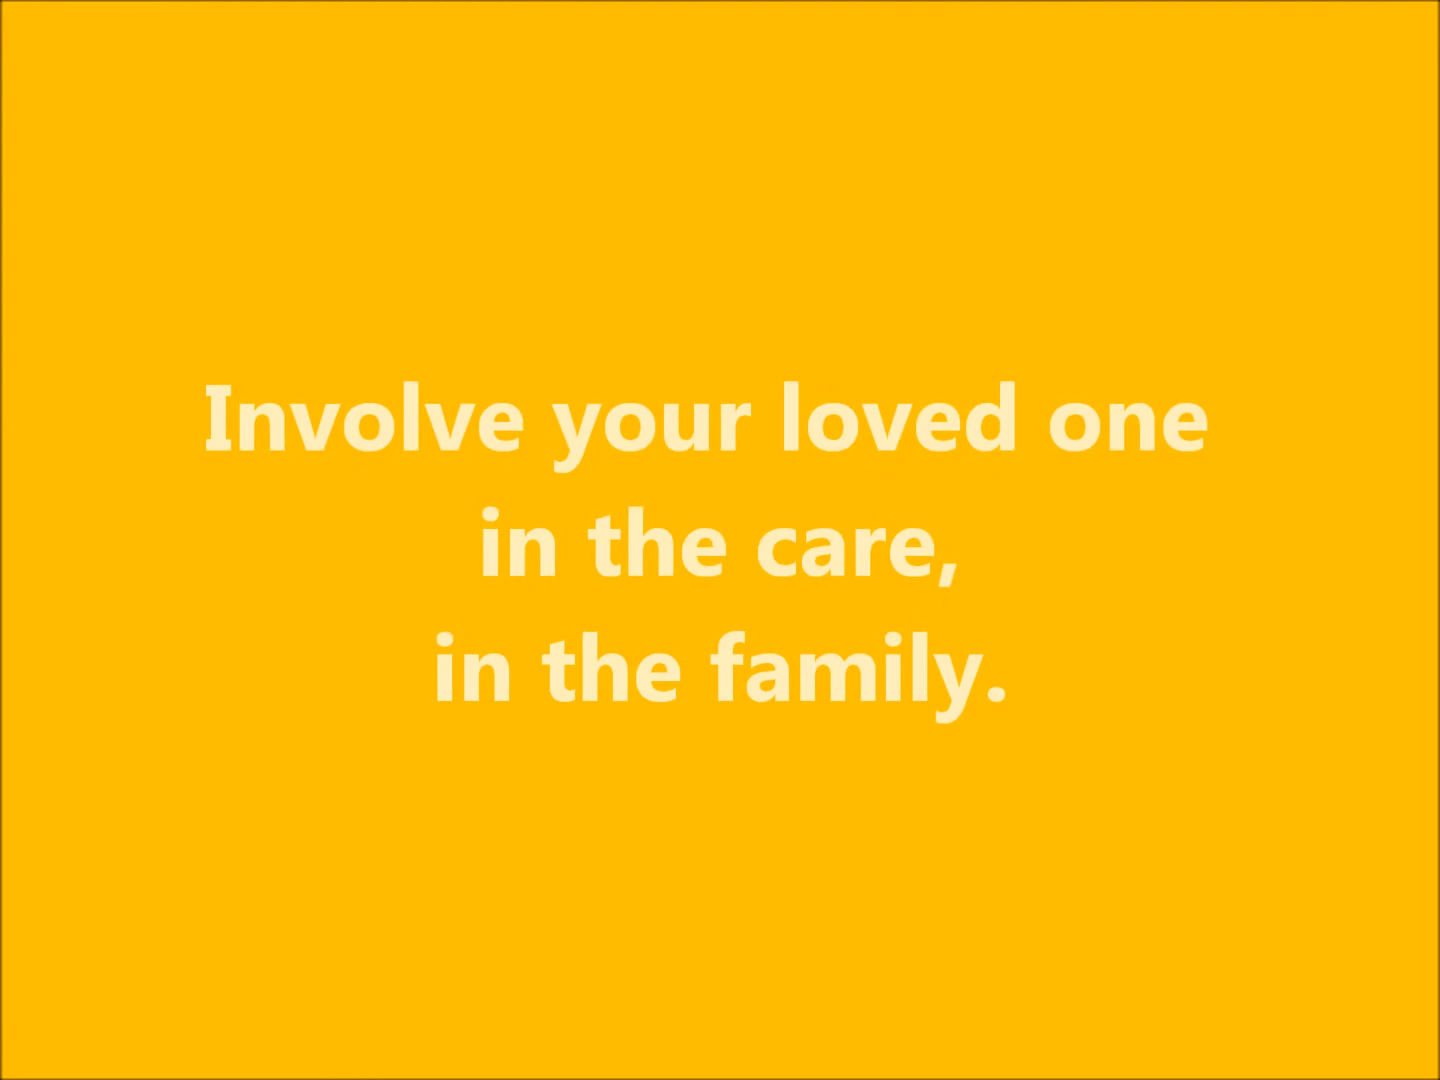 Involve your loved one
in the care,
in the family.